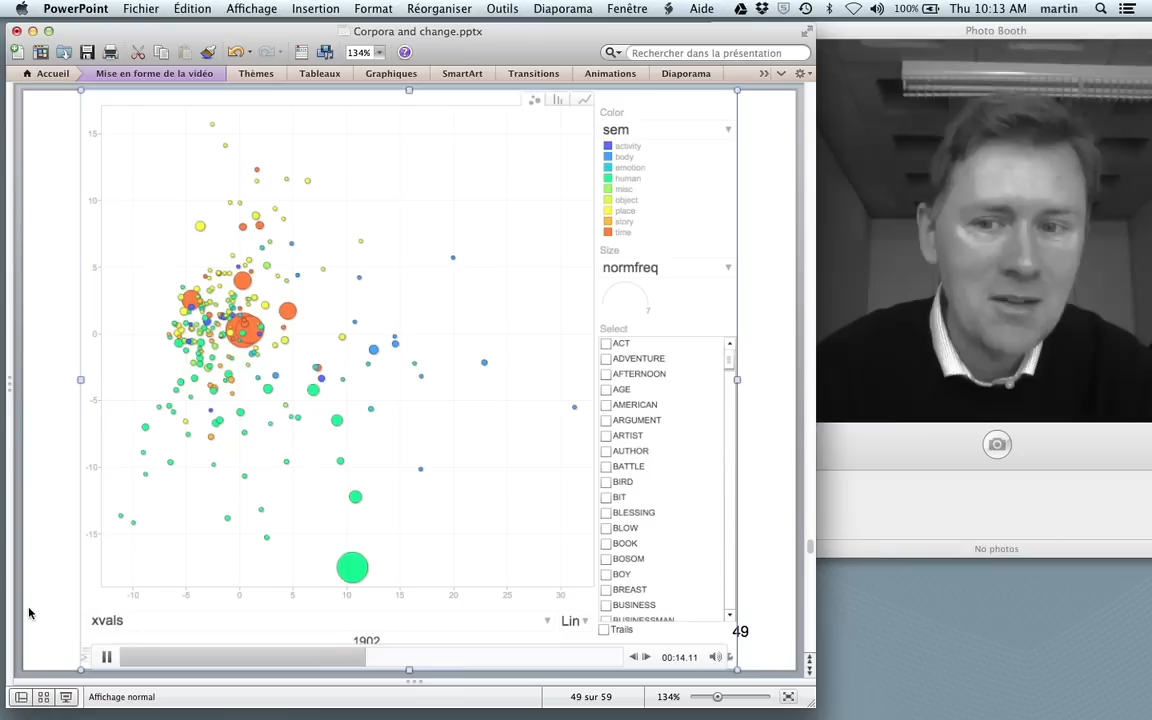 PowerPoint Fichier Édition Affichage Insertion Format Réorganiser Outils Diaporama Fenêtre Aide 100% Thu 10:13 AM martin
Corpora and change.pptx
Photo Booth
134% Rechercher dans la présentation
Accueil Mise en forme de la vidéo Thèmes Tableaux Graphiques SmartArt Transitions Animations Diaporama
Color
sem
activity
body
emotion
human
misc
object
place
story
time
Size
normfreq
7
Select
ACT
ADVENTURE
AFTERNOON
AGE
AMERICAN
ARGUMENT
ARTIST
AUTHOR
BATTLE
BIRD
BIT
BLESSING
BLOW
BOOK
BOSOM
BOY
BREAST
BUSINESS
BUSINESSMAN
Trails
15
10
5
0
-5
-10
-15
-10 -5 0 5 10 15 20 25 30
xvals Lin
1902
49
00:14.11
No photos
Affichage normal 49 sur 59 134%